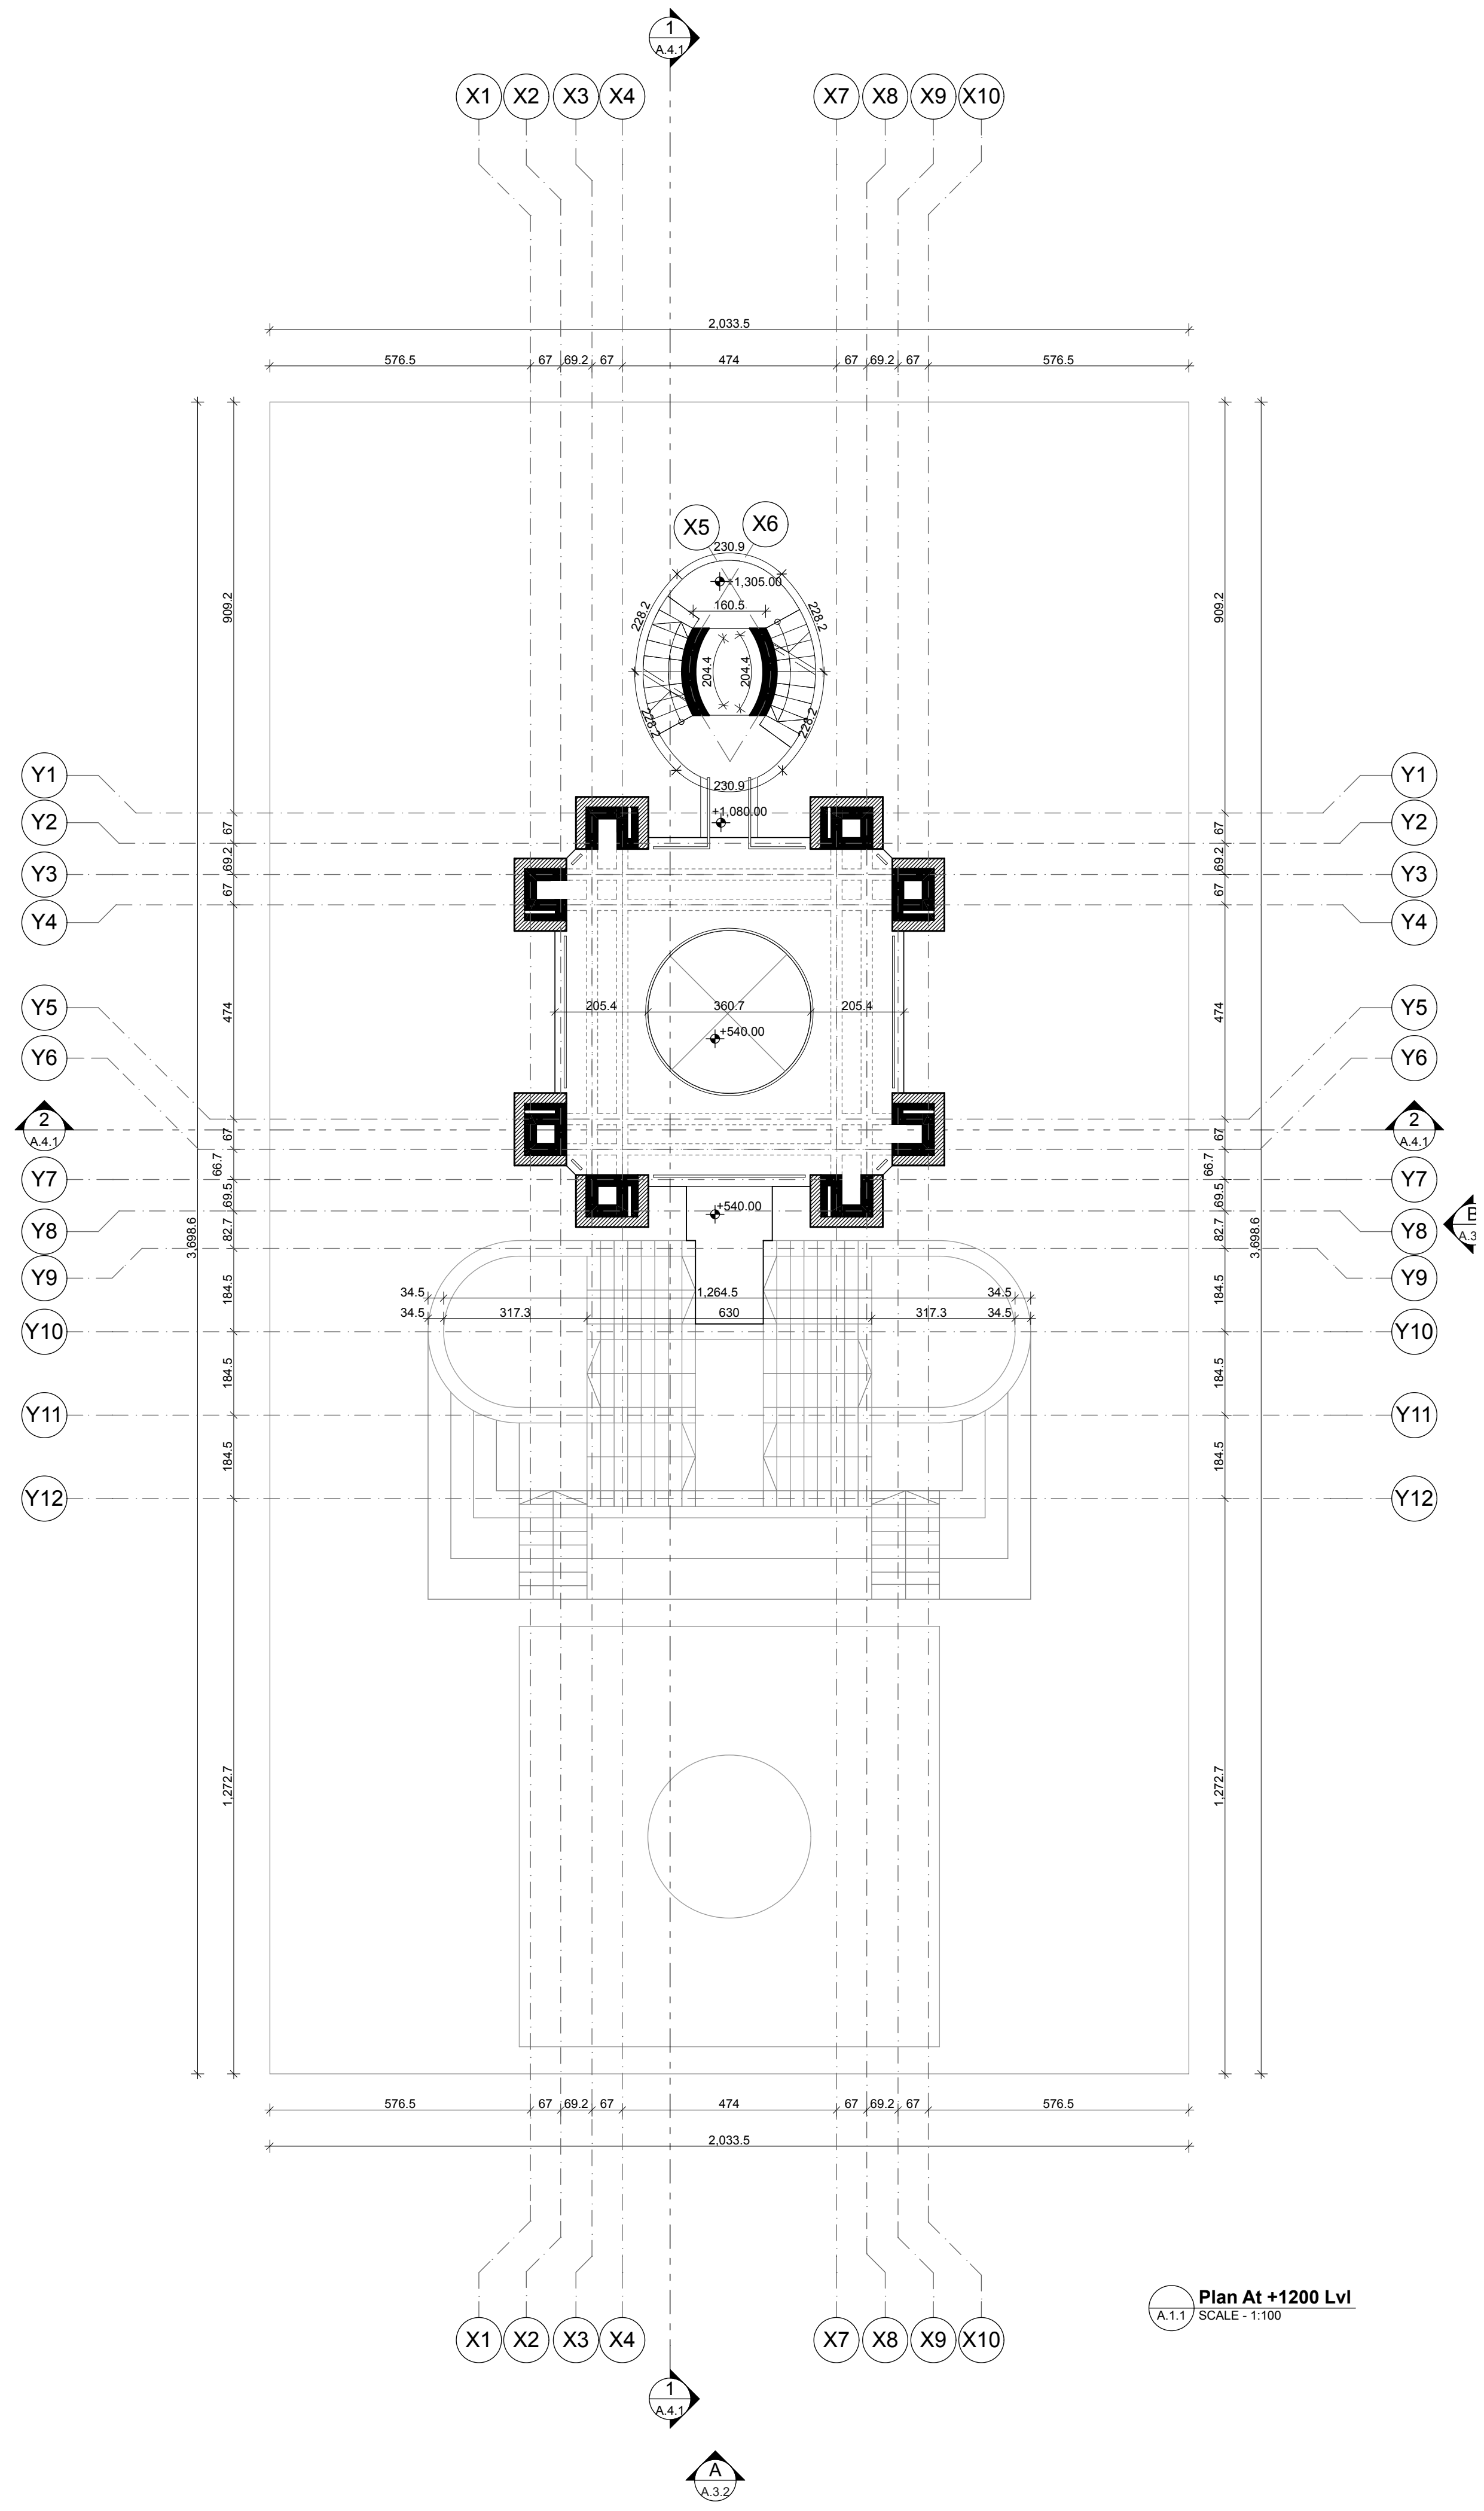 1
A.4.1
X1 X2 X3 X4 X7 X8 X9 X10
2,033.5
576.5 67 69.2 67 474 67 69.2 67 576.5
X5 X6
230.9
+1,305.00
160.5
228.2 228.2
204.4 204.4
228.2 228.2
230.9
+1,080.00
909.2 909.2
Y1 Y1
67 67
Y2 Y2
69.2 69.2
Y3 Y3
67 67
Y4 Y4
474 474
Y5 Y5
205.4 360.7 205.4
+540.00
Y6 Y6
2 2
A.4.1 A.4.1
67 67
66.7 66.7
Y7 Y7
69.5 69.5
+540.00
Y8 Y8
B
A.3
82.7 82.7
3,698.6 3,698.6
Y9 Y9
184.5 184.5
34.5 1,264.5 34.5
34.5 317.3 630 317.3 34.5
Y10 Y10
184.5 184.5
Y11 Y11
184.5 184.5
Y12 Y12
1,272.7 1,272.7
576.5 67 69.2 67 474 67 69.2 67 576.5
2,033.5
X1 X2 X3 X4 X7 X8 X9 X10
Plan At +1200 Lvl
A.1.1 SCALE - 1:100
1
A.4.1
A
A.3.2